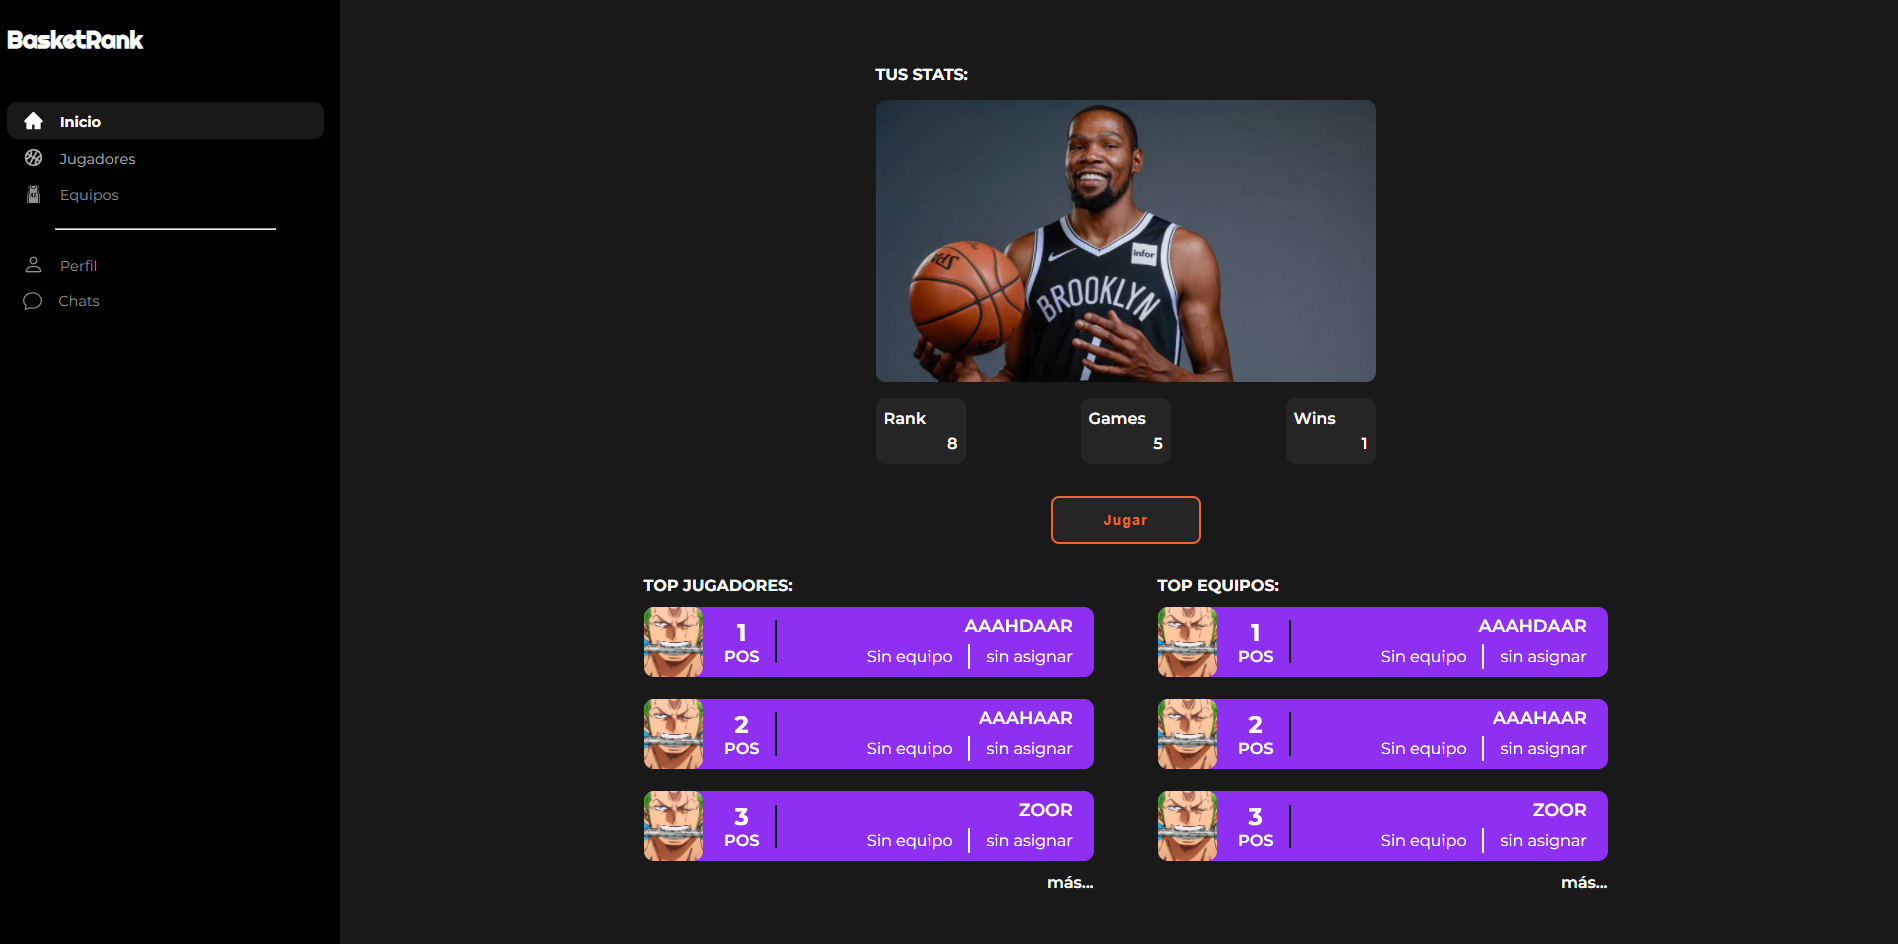 BasketRank
Inicio
Jugadores
Equipos
Perfil
Chats
TUS STATS:
infor
BROOKLYN
Rank
8
Games
5
Wins
1
Jugar
TOP JUGADORES:
1
POS
AAAHDAAR
Sin equipo
sin asignar
2
POS
AAAHAAR
Sin equipo
sin asignar
3
POS
ZOOR
Sin equipo
sin asignar
más...
TOP EQUIPOS:
1
POS
AAAHDAAR
Sin equipo
sin asignar
2
POS
AAAHAAR
Sin equipo
sin asignar
3
POS
ZOOR
Sin equipo
sin asignar
más...